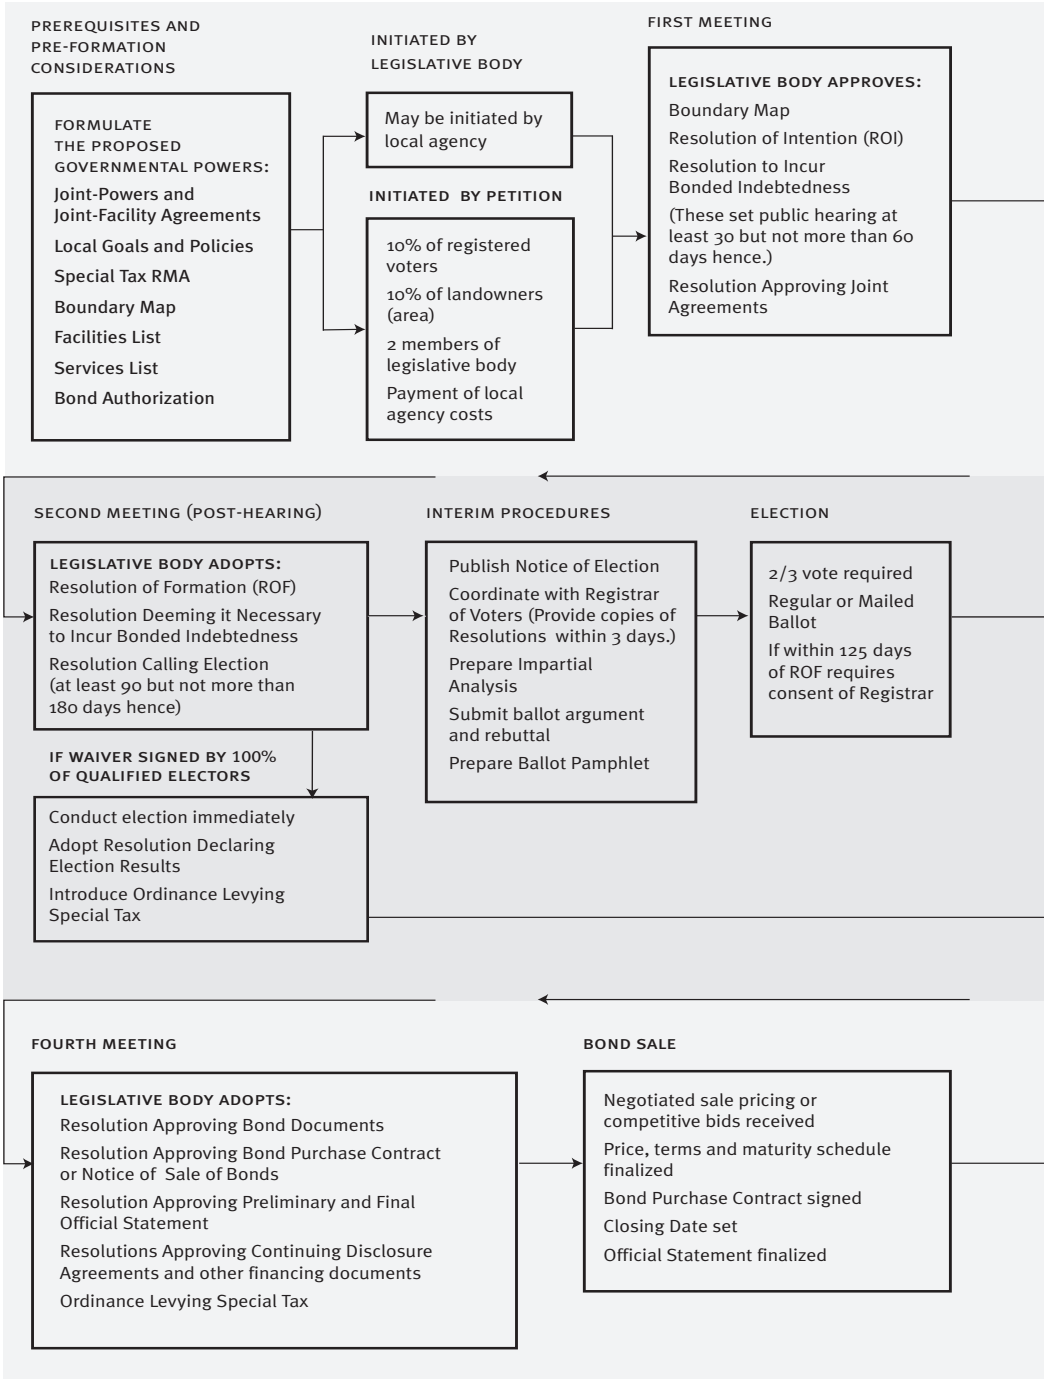 PREREQUISITES AND
PRE-FORMATION
CONSIDERATIONS
FORMULATE
THE PROPOSED
GOVERNMENTAL POWERS:
Joint-Powers and
Joint-Facility Agreements
Local Goals and Policies
Special Tax RMA
Boundary Map
Facilities List
Services List
Bond Authorization
INITIATED BY
LEGISLATIVE BODY
May be initiated by
local agency
INITIATED BY PETITION
10% of registered
voters
10% of landowners
(area)
2 members of
legislative body
Payment of local
agency costs
FIRST MEETING
LEGISLATIVE BODY APPROVES:
Boundary Map
Resolution of Intention (ROI)
Resolution to Incur
Bonded Indebtedness
(These set public hearing at
least 30 but not more than 60
days hence.)
Resolution Approving Joint
Agreements
SECOND MEETING (POST-HEARING)
LEGISLATIVE BODY ADOPTS:
Resolution of Formation (ROF)
Resolution Deeming it Necessary
to Incur Bonded Indebtedness
Resolution Calling Election
(at least 90 but not more than
180 days hence)
IF WAIVER SIGNED BY 100%
OF QUALIFIED ELECTORS
Conduct election immediately
Adopt Resolution Declaring
Election Results
Introduce Ordinance Levying
Special Tax
INTERIM PROCEDURES
Publish Notice of Election
Coordinate with Registrar
of Voters (Provide copies of
Resolutions within 3 days.)
Prepare Impartial
Analysis
Submit ballot argument
and rebuttal
Prepare Ballot Pamphlet
ELECTION
2/3 vote required
Regular or Mailed
Ballot
If within 125 days
of ROF requires
consent of Registrar
FOURTH MEETING
LEGISLATIVE BODY ADOPTS:
Resolution Approving Bond Documents
Resolution Approving Bond Purchase Contract
or Notice of Sale of Bonds
Resolution Approving Preliminary and Final
Official Statement
Resolutions Approving Continuing Disclosure
Agreements and other financing documents
Ordinance Levying Special Tax
BOND SALE
Negotiated sale pricing or
competitive bids received
Price, terms and maturity schedule
finalized
Bond Purchase Contract signed
Closing Date set
Official Statement finalized